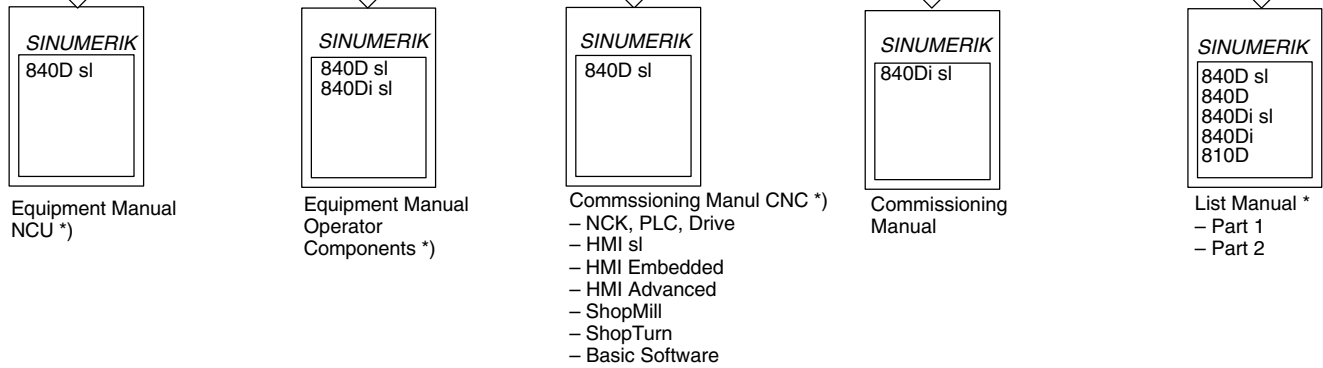 SINUMERIK
840D sl
Equipment Manual
NCU *)
SINUMERIK
840D sl
840Di sl
Equipment Manual
Operator
Components *)
SINUMERIK
840D sl
Commssioning Manul CNC *)
– NCK, PLC, Drive
– HMI sl
– HMI Embedded
– HMI Advanced
– ShopMill
– ShopTurn
– Basic Software
SINUMERIK
840Di sl
Commissioning
Manual
SINUMERIK
840D sl
840D
840Di sl
840Di
810D
List Manual *
– Part 1
– Part 2